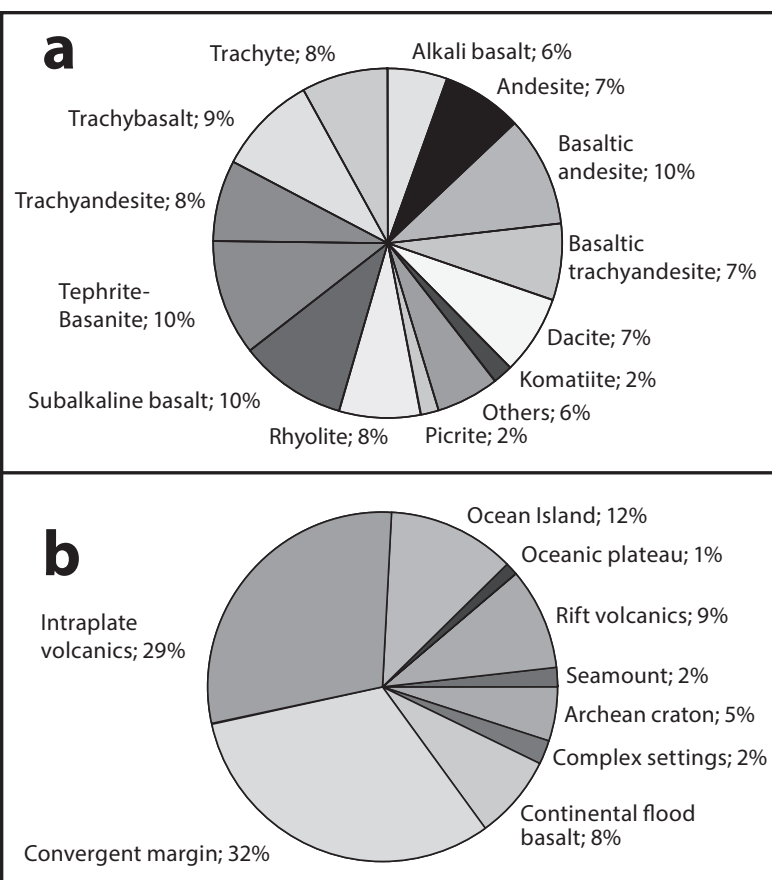 a
Trachyte; 8%
Alkali basalt; 6%
Andesite; 7%
Trachybasalt; 9%
Basaltic
andesite; 10%
Trachyandesite; 8%
Basaltic
trachyandesite; 7%
Tephrite-
Basanite; 10%
Dacite; 7%
Komatiite; 2%
Subalkaline basalt; 10%
Others; 6%
Rhyolite; 8%
Picrite; 2%
b
Ocean Island; 12%
Oceanic plateau; 1%
Intraplate
volcanics; 29%
Rift volcanics; 9%
Seamount; 2%
Archean craton; 5%
Complex settings; 2%
Continental flood
basalt; 8%
Convergent margin; 32%